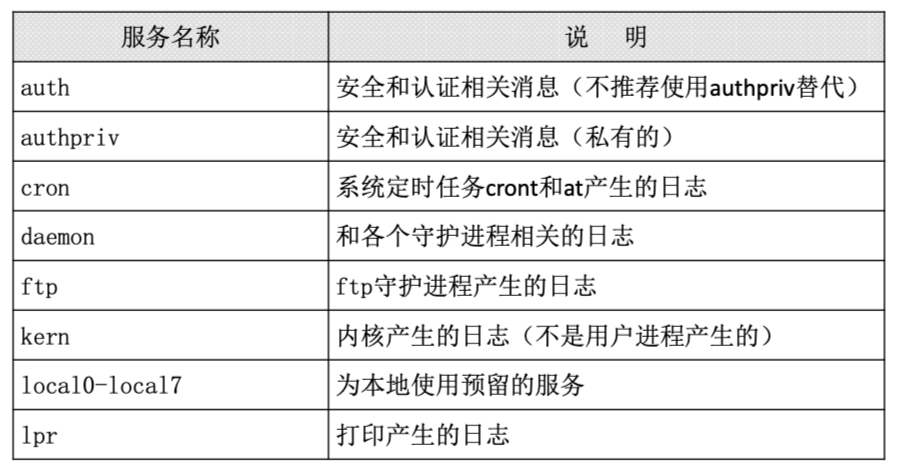 服务名称 说 明
auth 安全和认证相关消息（不推荐使用authpriv替代）
authpriv 安全和认证相关消息（私有的）
cron 系统定时任务cront和at产生的日志
daemon 和各个守护进程相关的日志
ftp ftp守护进程产生的日志
kern 内核产生的日志（不是用户进程产生的）
local0-local7 为本地使用预留的服务
lpr 打印产生的日志